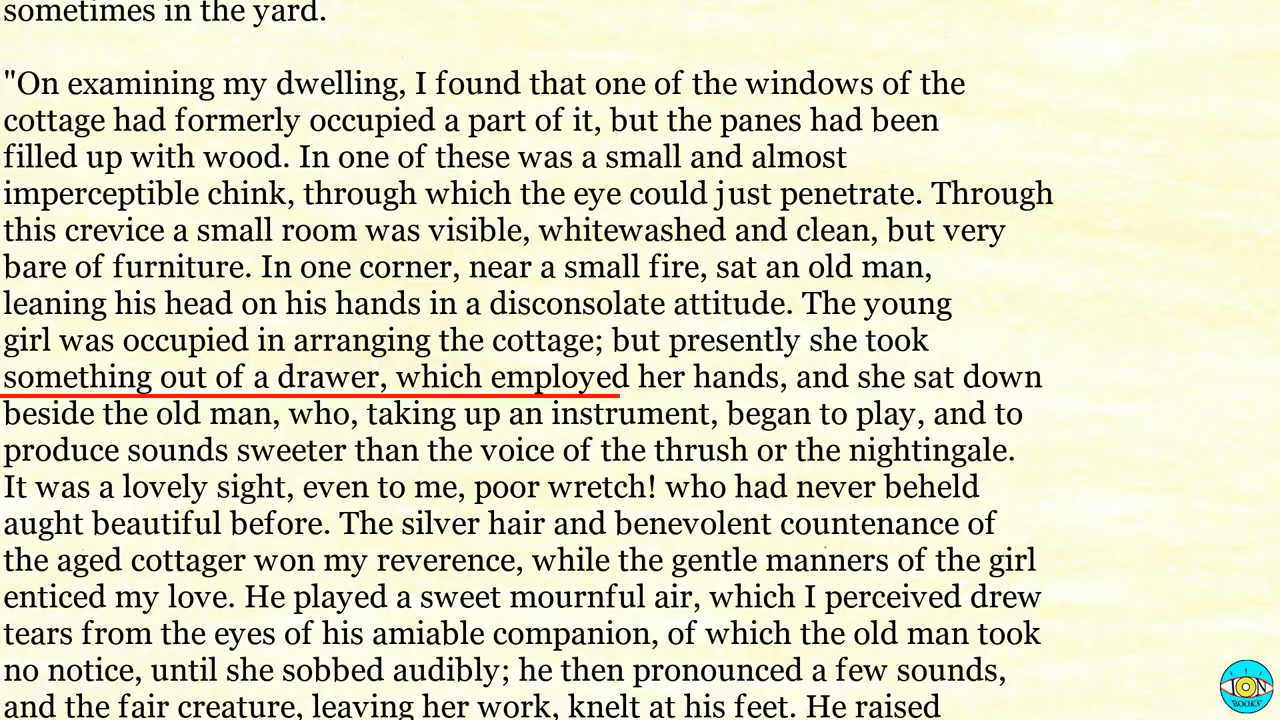 sometimes in the yard.
"On examining my dwelling, I found that one of the windows of the
cottage had formerly occupied a part of it, but the panes had been
filled up with wood. In one of these was a small and almost
imperceptible chink, through which the eye could just penetrate. Through
this crevice a small room was visible, whitewashed and clean, but very
bare of furniture. In one corner, near a small fire, sat an old man,
leaning his head on his hands in a disconsolate attitude. The young
girl was occupied in arranging the cottage; but presently she took
something out of a drawer, which employed her hands, and she sat down
beside the old man, who, taking up an instrument, began to play, and to
produce sounds sweeter than the voice of the thrush or the nightingale.
It was a lovely sight, even to me, poor wretch! who had never beheld
aught beautiful before. The silver hair and benevolent countenance of
the aged cottager won my reverence, while the gentle manners of the girl
enticed my love. He played a sweet mournful air, which I perceived drew
tears from the eyes of his amiable companion, of which the old man took
no notice, until she sobbed audibly; he then pronounced a few sounds,
and the fair creature, leaving her work, knelt at his feet. He raised
ION
BOOKS